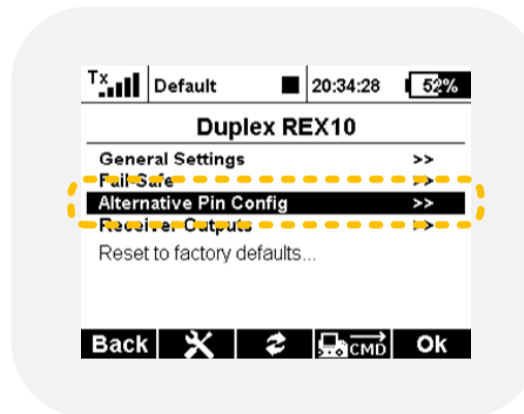 Tx Default 20:34:28 52%
Duplex REX10
General Settings >>
Fail-Safe >>
Alternative Pin Config >>
Receiver Outputs >>
Reset to factory defaults...
Back CMD Ok